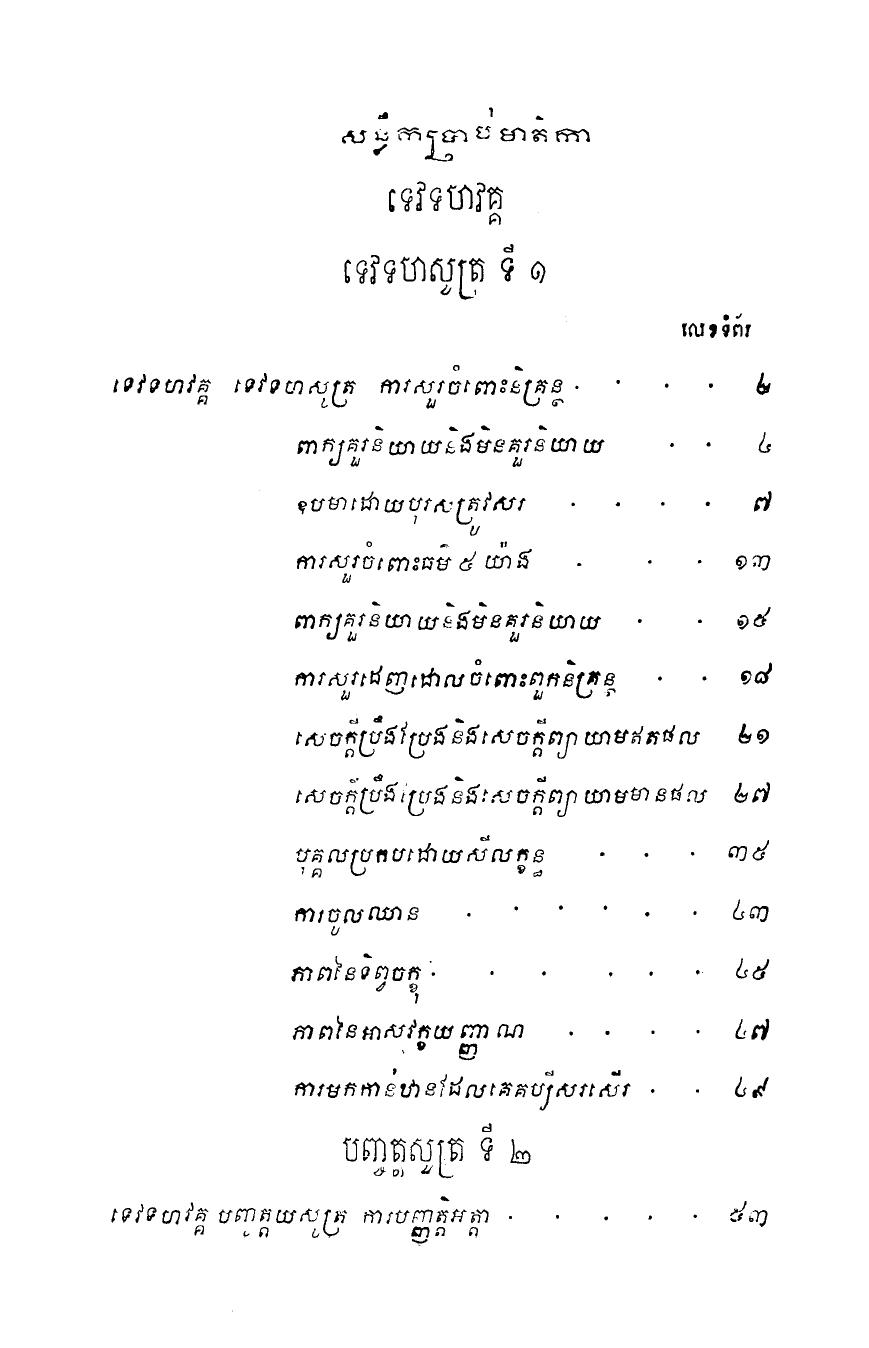 សន្លឹកប្រាប់មាតិកា
ទេវទហវគ្គ
ទេវទហសូត្រ ទី ១
លេខទំព័រ
ទេវទហវគ្គ ទេវទហសូត្រ ការសួរចំពោះនិគ្រន្ថ . . . . ២
ពាក្យគួរនិយាយនិងមិនគួរនិយាយ . . ៤
ឧបមាដោយបុរសត្រូវសរ . . . . ៧
ការសួរចំពោះធម៌ ៥ យ៉ាង . . . ១៣
ពាក្យគួរនិយាយនិងមិនគួរនិយាយ . . ១៥
ការសួរដេញដោលចំពោះពួកនិគ្រន្ថ . . ១៨
សេចក្តីប្រឹងប្រែងនិងសេចក្តីព្យាយាមឥតផល ២១
សេចក្តីប្រឹងប្រែងនិងសេចក្តីព្យាយាមមានផល ២៧
បុគ្គលប្រកបដោយសីលក្ខន្ធ . . . ៣៥
ការចូលឈាន . . . . . . ៤៣
ភាពនៃទិព្វចក្ខុ . . . . . . ៤៥
ភាពនៃអាសវក្ខយញ្ញាណ . . . . ៤៧
ការមកកាន់ឋានដែលគេគប្បីសរសើរ . . ៤៩
បញ្ចត្តយសូត្រ ទី ២
ទេវទហវគ្គ បញ្ចត្តយសូត្រ ការបញ្ញត្តិអត្តា . . . . . ៥៣